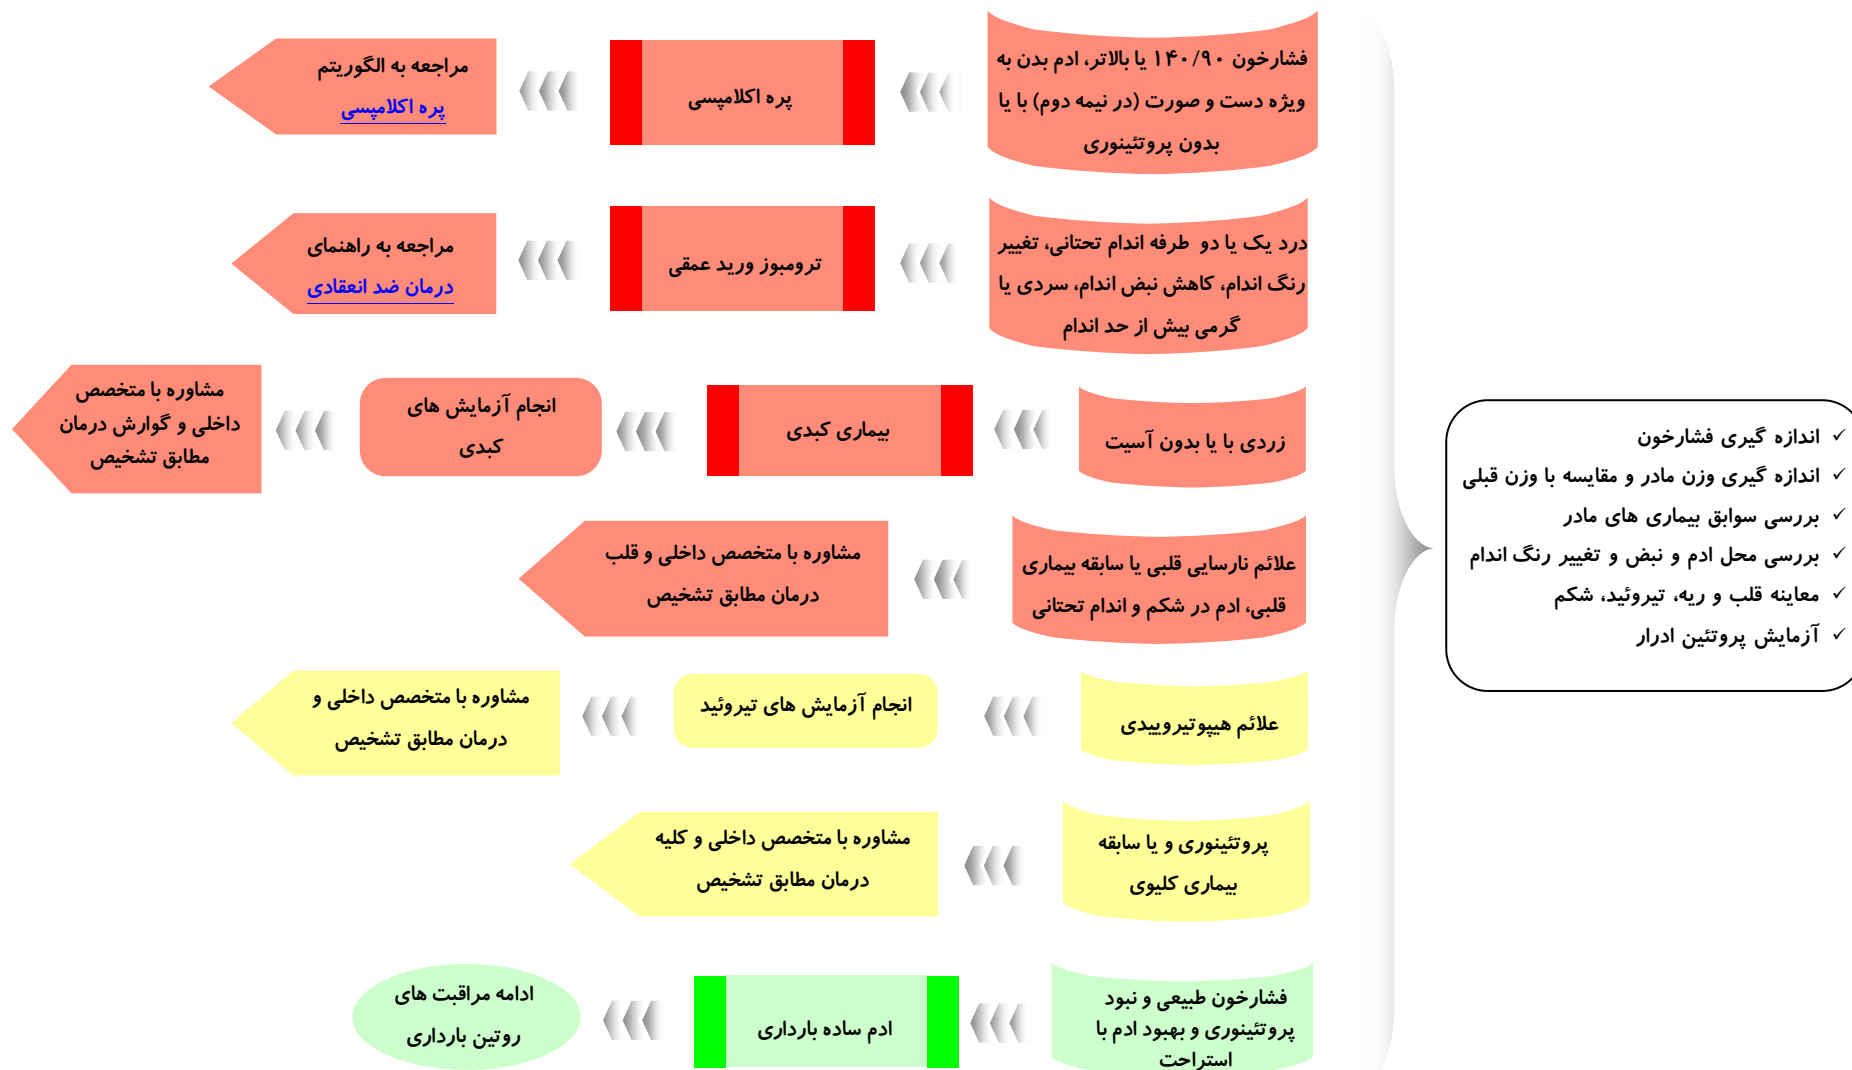 ✓ اندازه گیری فشارخون
✓ اندازه گیری وزن مادر و مقایسه با وزن قبلی
✓ بررسی سوابق بیماری های مادر
✓ بررسی محل ادم و نبض و تغییر رنگ اندام
✓ معاینه قلب و ریه، تیروئید، شکم
✓ آزمایش پروتئین ادرار
فشارخون ۱۴۰/۹۰ یا بالاتر، ادم بدن به
ویژه دست و صورت (در نیمه دوم) با یا
بدون پروتئینوری
پره اکلامپسی
مراجعه به الگوریتم
پره اکلامپسی
درد یک یا دو طرفه اندام تحتانی، تغییر
رنگ اندام، کاهش نبض اندام، سردی یا
گرمی بیش از حد اندام
ترومبوز ورید عمقی
مراجعه به راهنمای
درمان ضد انعقادی
زردی با یا بدون آسیت
بیماری کبدی
انجام آزمایش های
کبدی
مشاوره با متخصص
داخلی و گوارش درمان
مطابق تشخیص
علائم نارسایی قلبی یا سابقه بیماری
قلبی، ادم در شکم و اندام تحتانی
مشاوره با متخصص داخلی و قلب
درمان مطابق تشخیص
علائم هیپوتیروییدی
انجام آزمایش های تیروئید
مشاوره با متخصص داخلی و
درمان مطابق تشخیص
پروتئینوری و یا سابقه
بیماری کلیوی
مشاوره با متخصص داخلی و کلیه
درمان مطابق تشخیص
فشارخون طبیعی و نبود
پروتئینوری و بهبود ادم با
استراحت
ادم ساده بارداری
ادامه مراقبت های
روتین بارداری